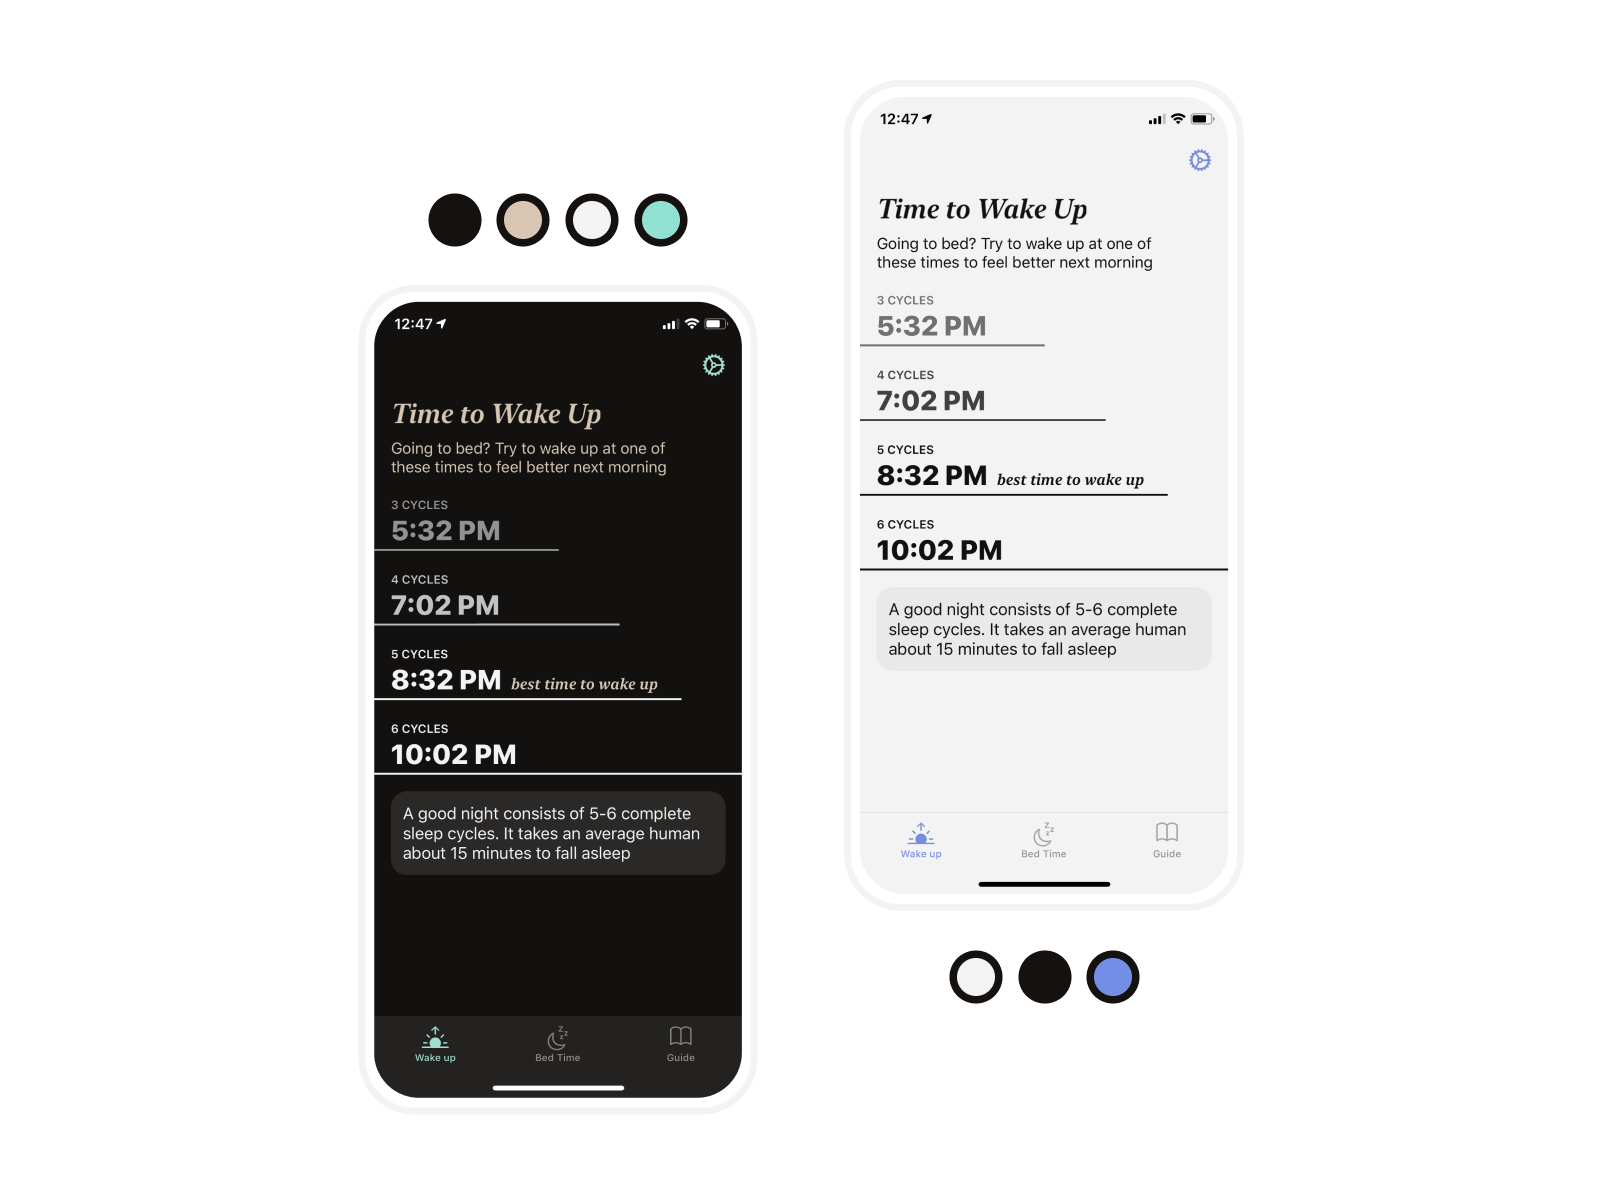 12:47
Time to Wake Up
Going to bed? Try to wake up at one of
these times to feel better next morning
3 CYCLES
5:32 PM
4 CYCLES
7:02 PM
5 CYCLES
8:32 PM best time to wake up
6 CYCLES
10:02 PM
A good night consists of 5-6 complete
sleep cycles. It takes an average human
about 15 minutes to fall asleep
Wake up
Bed Time
Guide
12:47
Time to Wake Up
Going to bed? Try to wake up at one of
these times to feel better next morning
3 CYCLES
5:32 PM
4 CYCLES
7:02 PM
5 CYCLES
8:32 PM best time to wake up
6 CYCLES
10:02 PM
A good night consists of 5-6 complete
sleep cycles. It takes an average human
about 15 minutes to fall asleep
Wake up
Bed Time
Guide